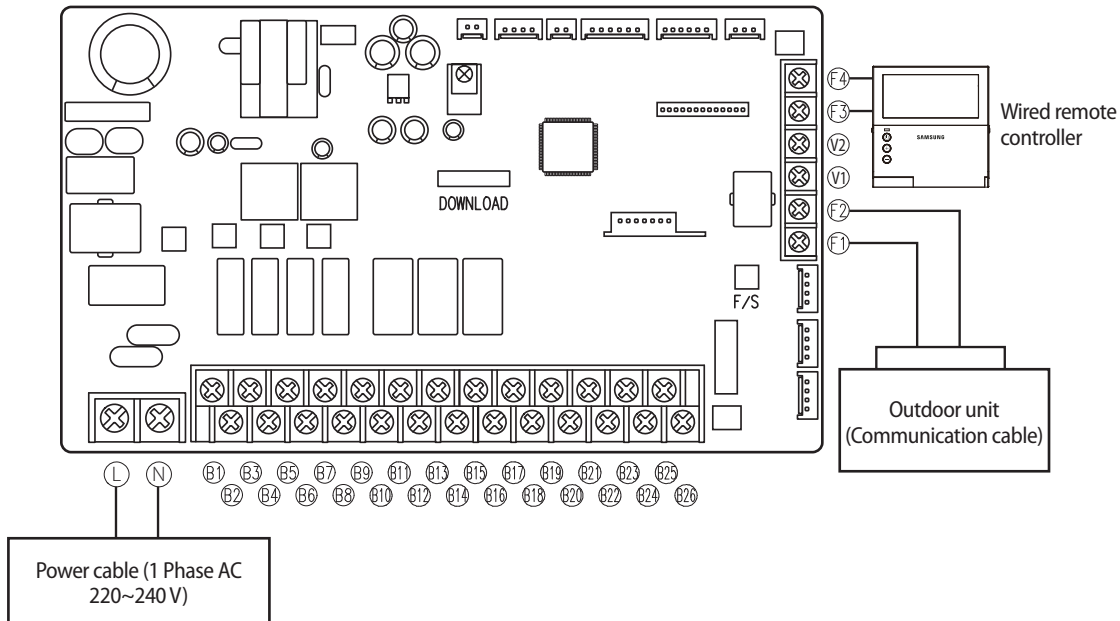 F4
F3
V2
V1
F2
F1
Wired remote
controller
SAMSUNG
DOWNLOAD
F/S
Outdoor unit
(Communication cable)
L N B1 B3 B5 B7 B9 B11 B13 B15 B17 B19 B21 B23 B25
B2 B4 B6 B8 B10 B12 B14 B16 B18 B20 B22 B24 B26
Power cable (1 Phase AC
220~240 V)